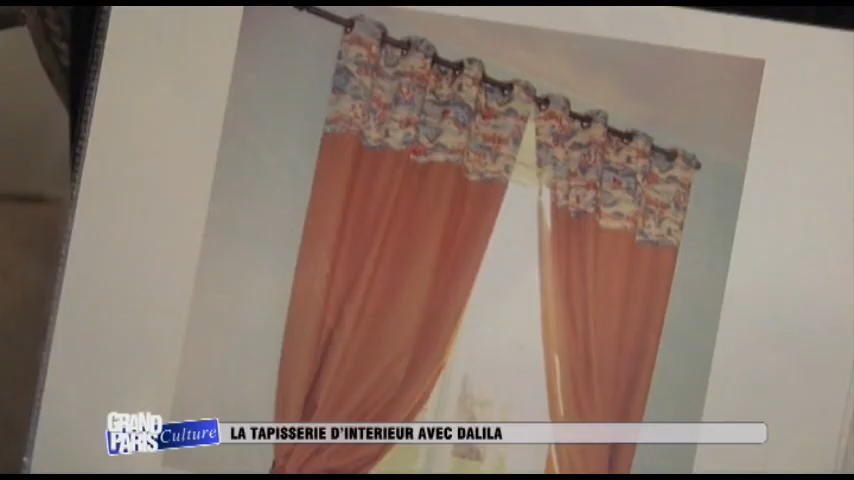 GRAND
PARIS Culture
LA TAPISSERIE D'INTERIEUR AVEC DALILA